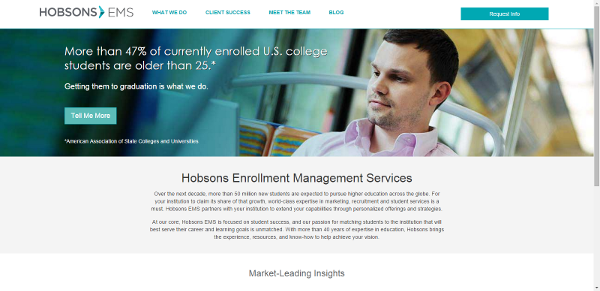 HOBSONS EMS
WHAT WE DO
CLIENT SUCCESS
MEET THE TEAM
BLOG
Request Info
More than 47% of currently enrolled U.S. college
students are older than 25.*
Getting them to graduation is what we do.
Tell Me More
*American Association of State Colleges and Universities
Hobsons Enrollment Management Services
Over the next decade, more than 50 million new students are expected to pursue higher education across the globe. For
your institution to claim its share of that growth, world-class expertise in marketing, recruitment and student services is a
must. Hobsons EMS partners with your institution to extend your capabilities through personalized offerings and strategies.
At our core, Hobsons EMS is focused on student success, and our passion for matching students to the institution that will
best serve their career and learning goals is unmatched. With more than 40 years of expertise in education, Hobsons brings
the experience, resources, and know-how to help achieve your vision.
Market-Leading Insights